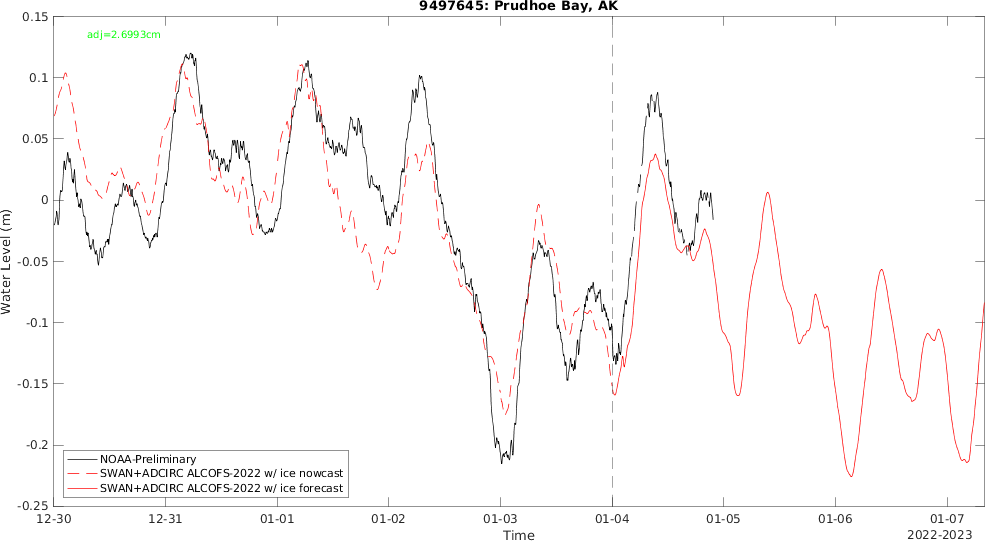 9497645: Prudhoe Bay, AK
adj=2.6993cm
0.15
0.1
0.05
0
-0.05
-0.1
-0.15
-0.2
-0.25
Water Level (m)
NOAA-Preliminary
SWAN+ADCIRC ALCOFS-2022 w/ ice nowcast
SWAN+ADCIRC ALCOFS-2022 w/ ice forecast
12-30 12-31 01-01 01-02 01-03 01-04 01-05 01-06 01-07
Time
2022-2023